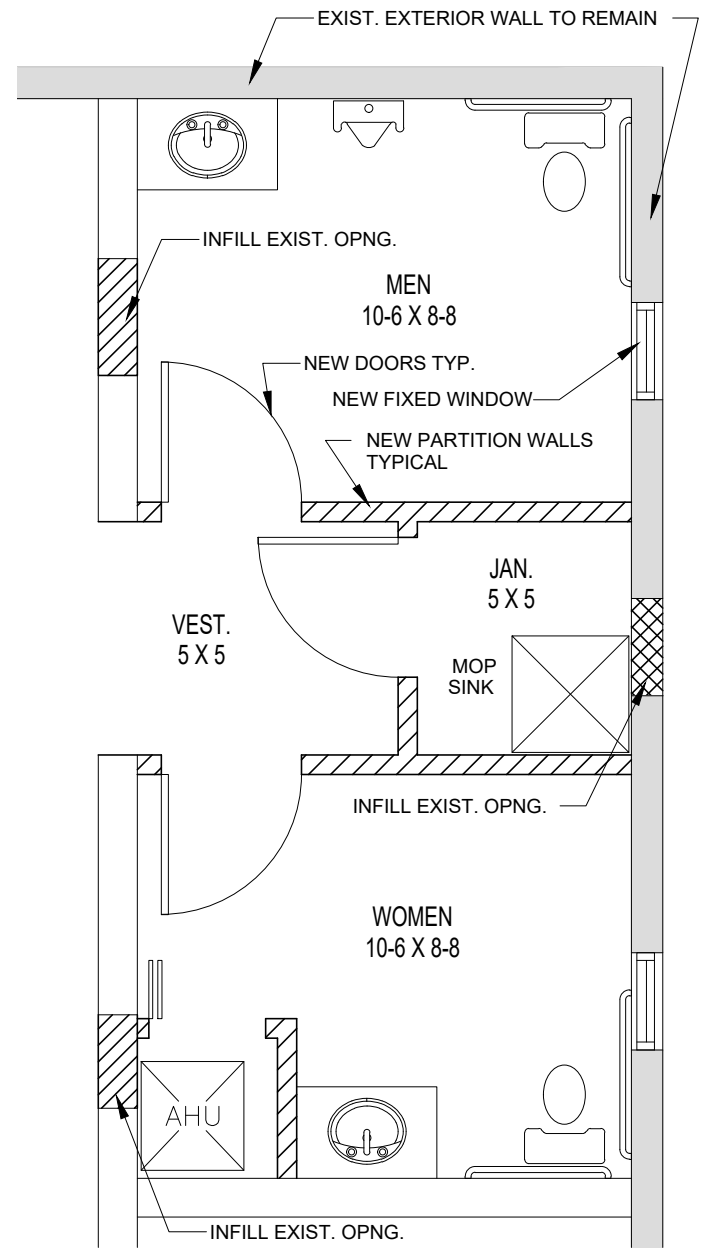 EXIST. EXTERIOR WALL TO REMAIN
INFILL EXIST. OPNG.
MEN
10-6 X 8-8
NEW DOORS TYP.
NEW FIXED WINDOW
NEW PARTITION WALLS
TYPICAL
JAN.
5 X 5
VEST.
5 X 5
MOP
SINK
INFILL EXIST. OPNG.
WOMEN
10-6 X 8-8
AHU
INFILL EXIST. OPNG.